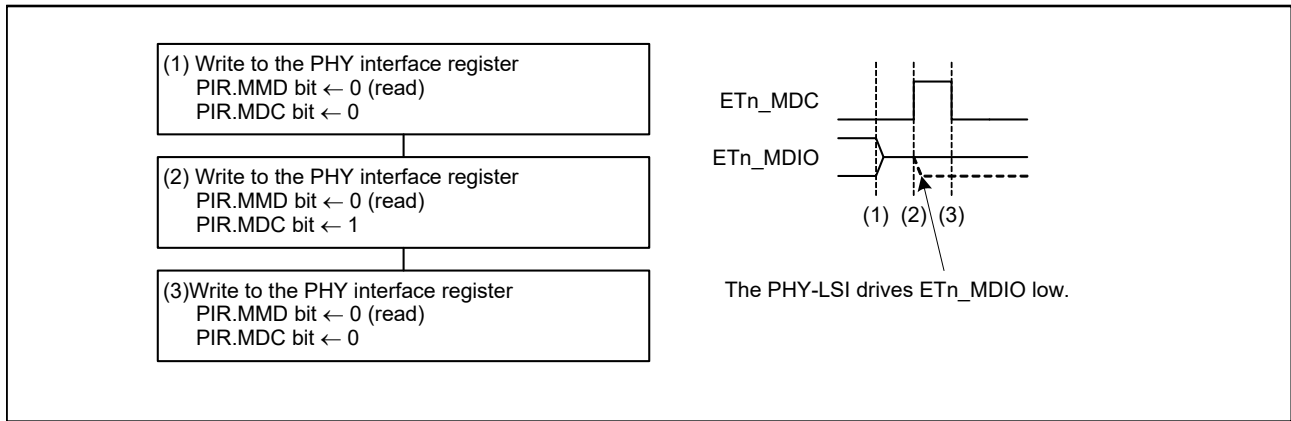 (1) Write to the PHY interface register
PIR.MMD bit ← 0 (read)
PIR.MDC bit ← 0
(2) Write to the PHY interface register
PIR.MMD bit ← 0 (read)
PIR.MDC bit ← 1
(3)Write to the PHY interface register
PIR.MMD bit ← 0 (read)
PIR.MDC bit ← 0
ETn_MDC
ETn_MDIO
(1) (2) (3)
The PHY-LSI drives ETn_MDIO low.